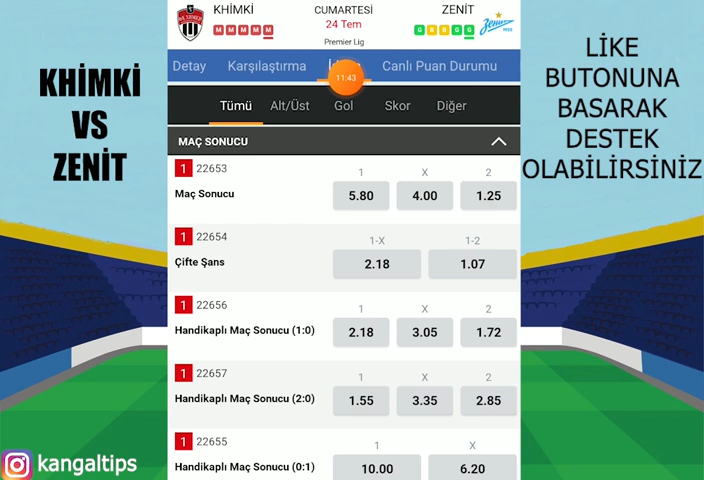 KHİMKİ
CUMARTESİ
ZENİT
24 Tem
Premier Lig
M M M M M
G B B G G
Detay Karşılaştırma Canlı Puan Durumu
11:43
Tümü Alt/Üst Gol Skor Diğer
MAÇ SONUCU
1 22653
Maç Sonucu
1 X 2
5.80 4.00 1.25
1 22654
Çifte Şans
1-X 1-2
2.18 1.07
1 22656
Handikaplı Maç Sonucu (1:0)
1 X 2
2.18 3.05 1.72
1 22657
Handikaplı Maç Sonucu (2:0)
1 X 2
1.55 3.35 2.85
1 22655
Handikaplı Maç Sonucu (0:1)
1 X
10.00 6.20
KHİMKİ
VS
ZENİT
LİKE
BUTONUNA
BASARAK
DESTEK
OLABİLİRSİNİZ
kangaltips